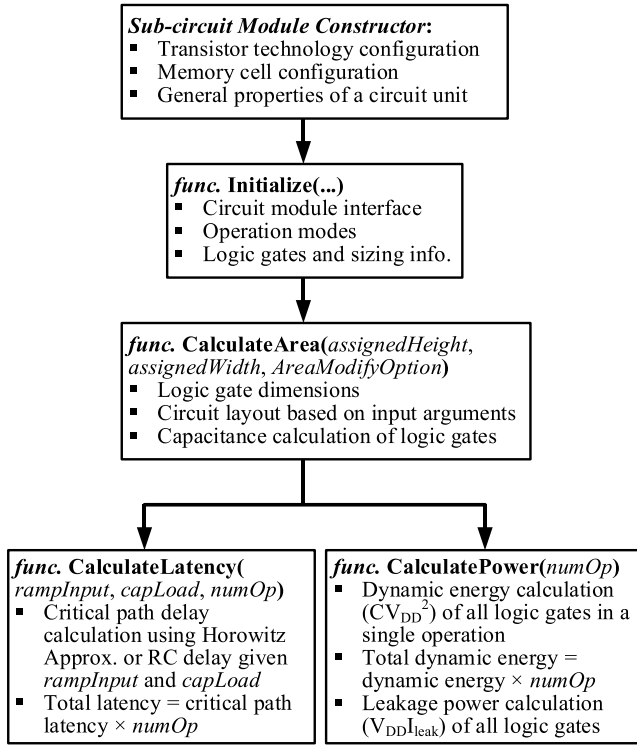 Sub-circuit Module Constructor:
▪ Transistor technology configuration
▪ Memory cell configuration
▪ General properties of a circuit unit
func. Initialize(...)
▪ Circuit module interface
▪ Operation modes
▪ Logic gates and sizing info.
func. CalculateArea(assignedHeight,
assignedWidth, AreaModifyOption)
▪ Logic gate dimensions
▪ Circuit layout based on input arguments
▪ Capacitance calculation of logic gates
func. CalculateLatency(
rampInput, capLoad, numOp)
▪ Critical path delay
calculation using Horowitz
Approx. or RC delay given
rampInput and capLoad
▪ Total latency = critical path
latency × numOp
func. CalculatePower(numOp)
▪ Dynamic energy calculation
(CV_DD²) of all logic gates in a
single operation
▪ Total dynamic energy =
dynamic energy × numOp
▪ Leakage power calculation
(V_DDI_leak) of all logic gates